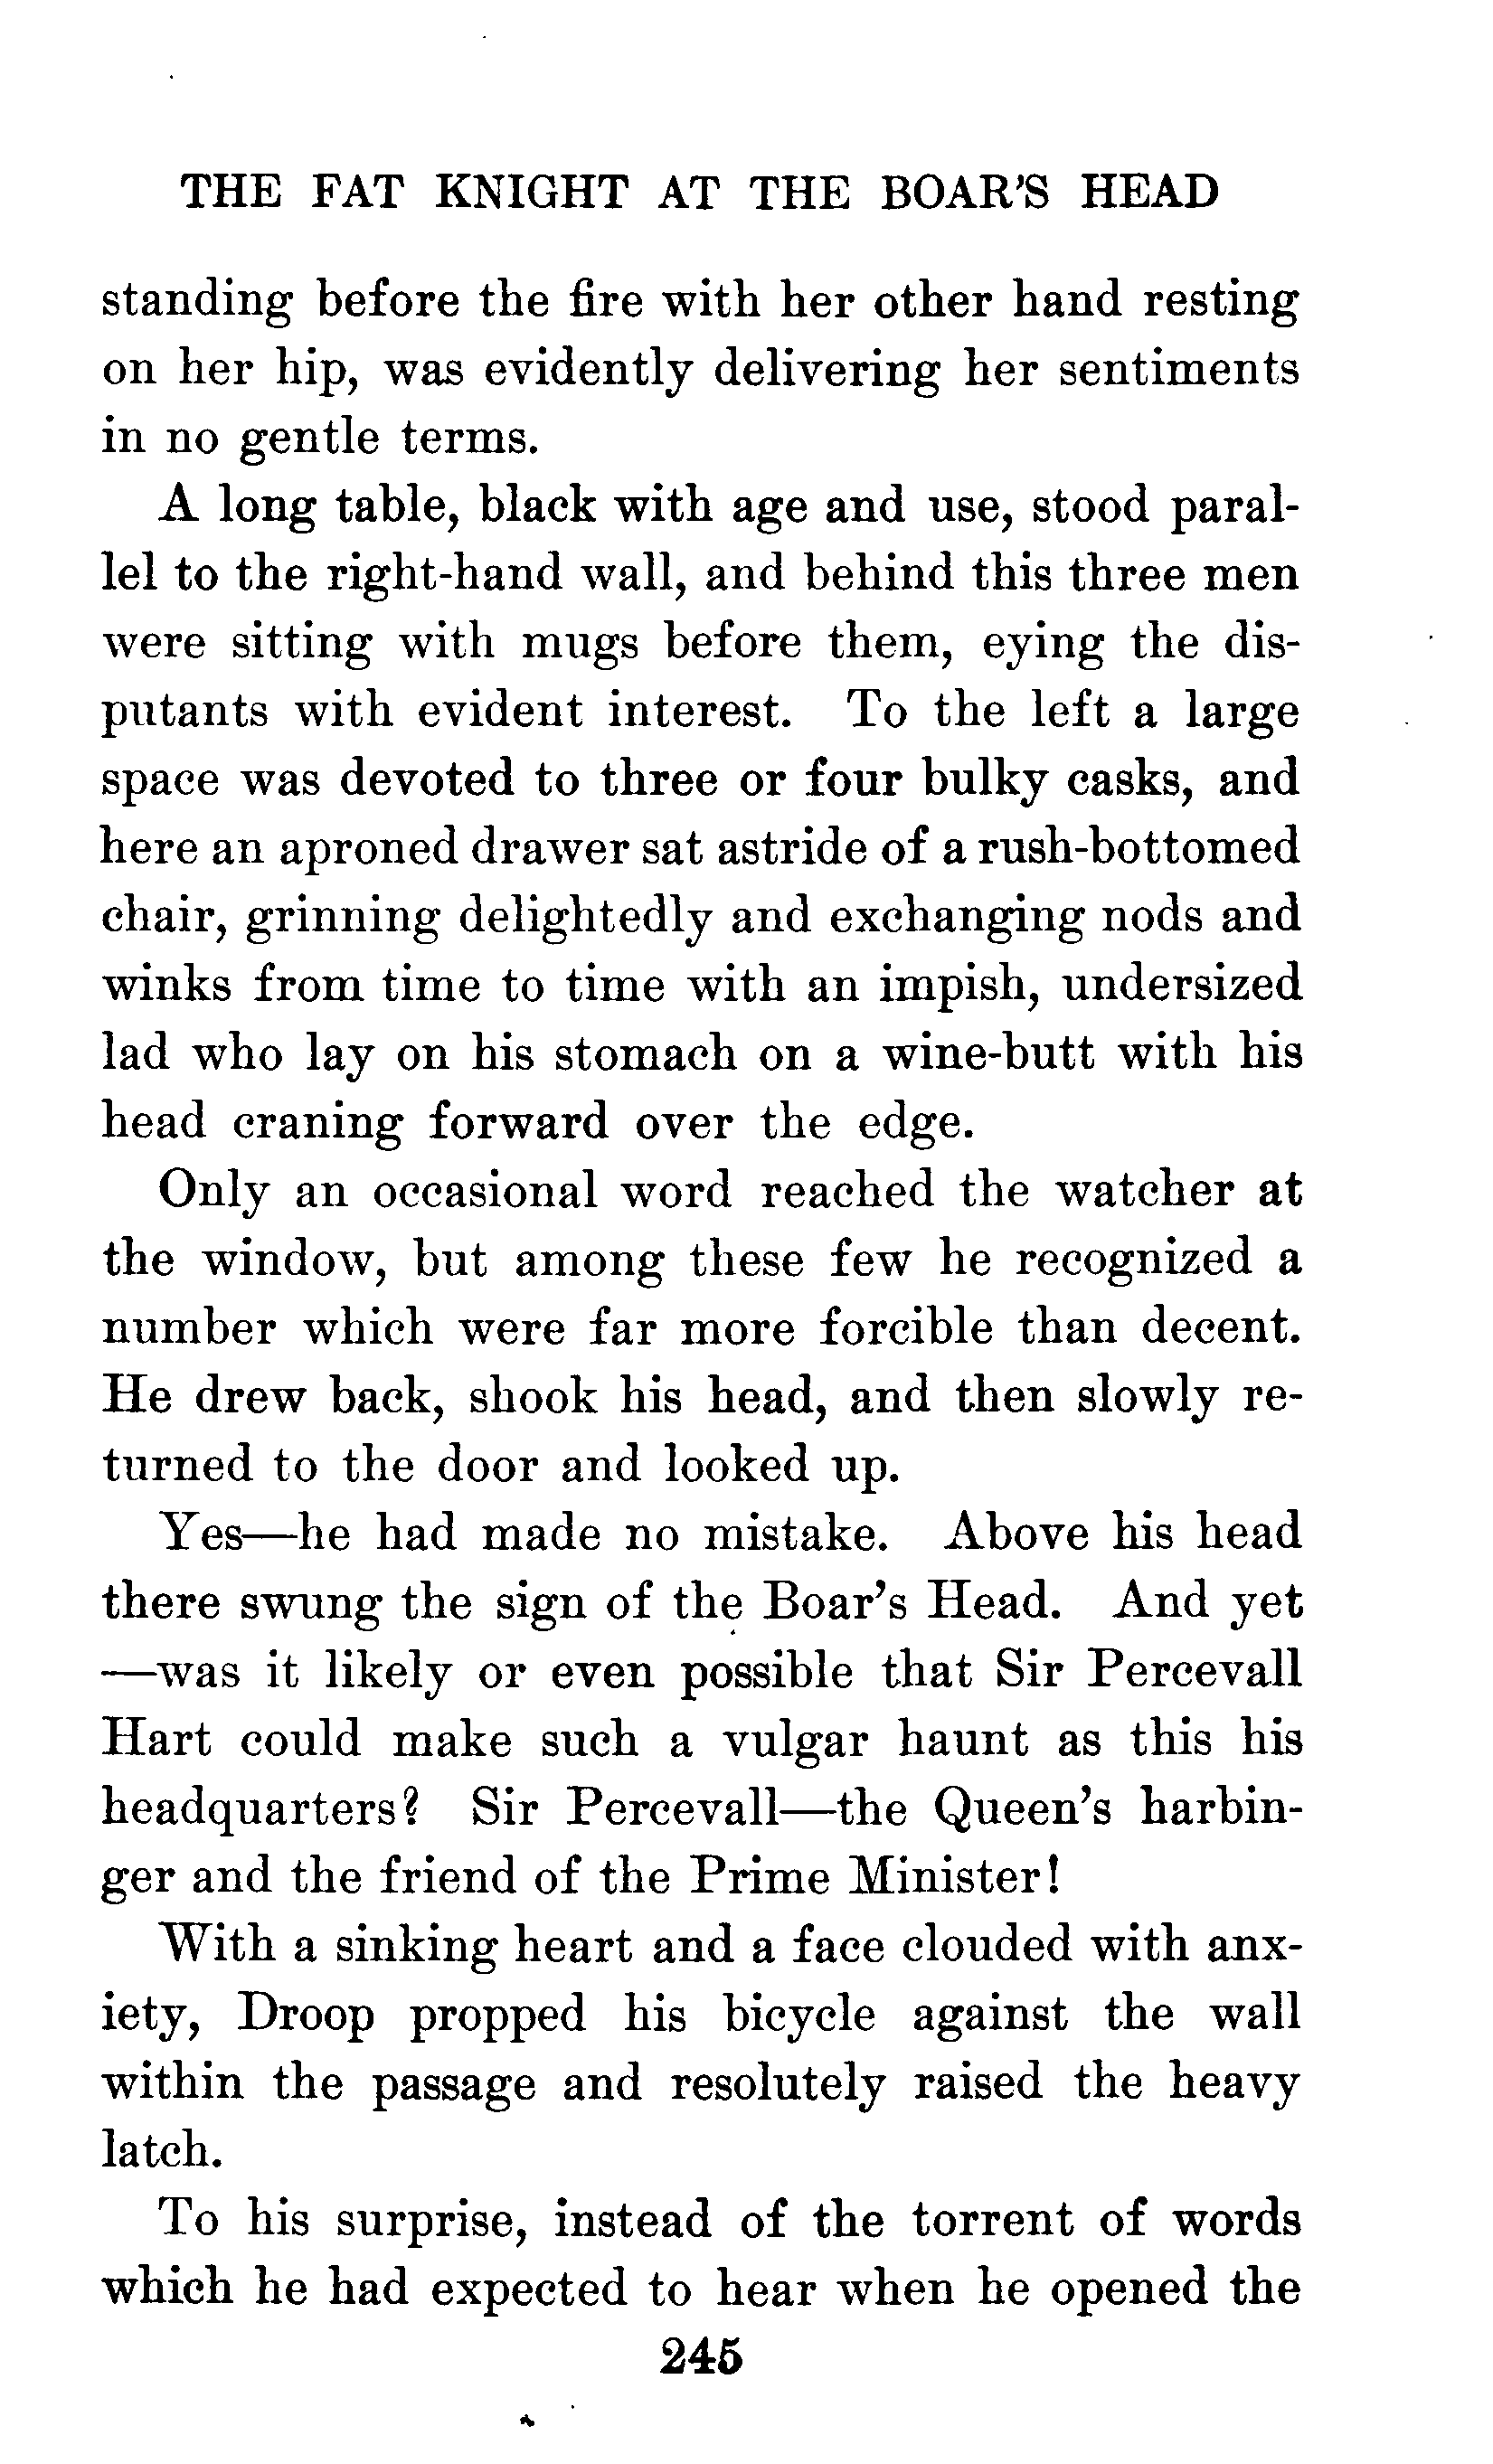 THE FAT KNIGHT AT THE BOAR'S HEAD
standing before the fire with her other hand resting
on her hip, was evidently delivering her sentiments
in no gentle terms.
A long table, black with age and use, stood paral-
lel to the right-hand wall, and behind this three men
were sitting with mugs before them, eying the dis-
putants with evident interest. To the left a large
space was devoted to three or four bulky casks, and
here an aproned drawer sat astride of a rush-bottomed
chair, grinning delightedly and exchanging nods and
winks from time to time with an impish, undersized
lad who lay on his stomach on a wine-butt with his
head craning forward over the edge.
Only an occasional word reached the watcher at
the window, but among these few he recognized a
number which were far more forcible than decent.
He drew back, shook his head, and then slowly re-
turned to the door and looked up.
Yes—he had made no mistake. Above his head
there swung the sign of the Boar's Head. And yet
—was it likely or even possible that Sir Percevall
Hart could make such a vulgar haunt as this his
headquarters? Sir Percevall—the Queen's harbin-
ger and the friend of the Prime Minister!
With a sinking heart and a face clouded with anx-
iety, Droop propped his bicycle against the wall
within the passage and resolutely raised the heavy
latch.
To his surprise, instead of the torrent of words
which he had expected to hear when he opened the
245